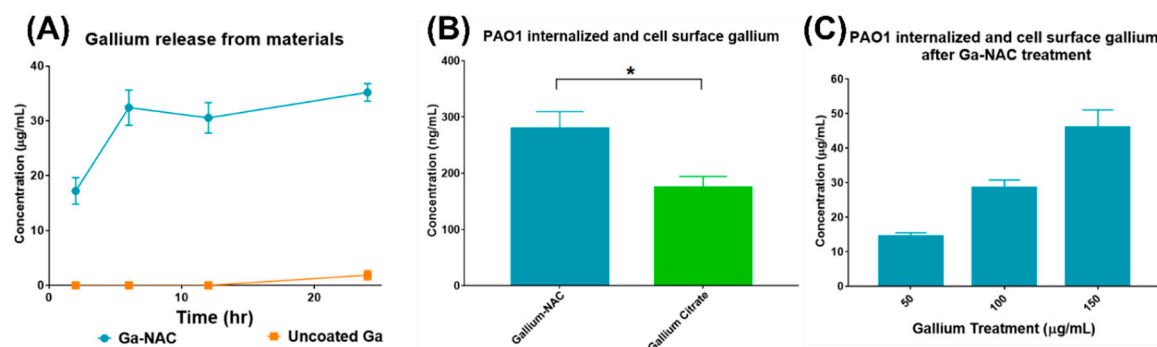 (A)
Gallium release from materials
Concentration (µg/mL)
40
30
20
10
0
0
10
20
Time (hr)
Ga-NAC
Uncoated Ga
(B)
PAO1 internalized and cell surface gallium
*
Concentration (ng/mL)
400
300
200
100
0
Gallium-NAC
Gallium Citrate
(C)
PAO1 internalized and cell surface gallium
after Ga-NAC treatment
Concentration (µg/mL)
60
50
40
30
20
10
0
50
100
150
Gallium Treatment (µg/mL)